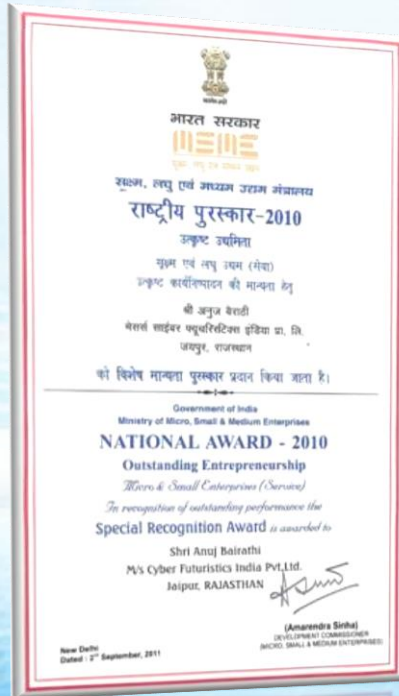 भारत सरकार
सूक्ष्म, लघु एवं मध्यम उद्यम मंत्रालय
राष्ट्रीय पुरस्कार-2010
उत्कृष्ट उद्यमिता
सूक्ष्म एवं लघु उद्यम (सेवा)
उत्कृष्ट कार्यनिष्पादन की मान्यता हेतु
श्री अनुज बैराठी
मेसर्स साईबर फ्यूचरिस्टिक्स इंडिया प्रा. लि.
जयपुर, राजस्थान
को विशेष मान्यता पुरस्कार प्रदान किया जाता है।
Government of India
Ministry of Micro, Small & Medium Enterprises
NATIONAL AWARD - 2010
Outstanding Entrepreneurship
Micro & Small Enterprises (Service)
In recognition of outstanding performance the
Special Recognition Award is awarded to
Shri Anuj Bairathi
M/s Cyber Futuristics India Pvt.Ltd.
Jaipur, RAJASTHAN
(Amarendra Sinha)
DEVELOPMENT COMMISSIONER
(MICRO, SMALL & MEDIUM ENTERPRISES)
New Delhi
Dated : 2nd September, 2011